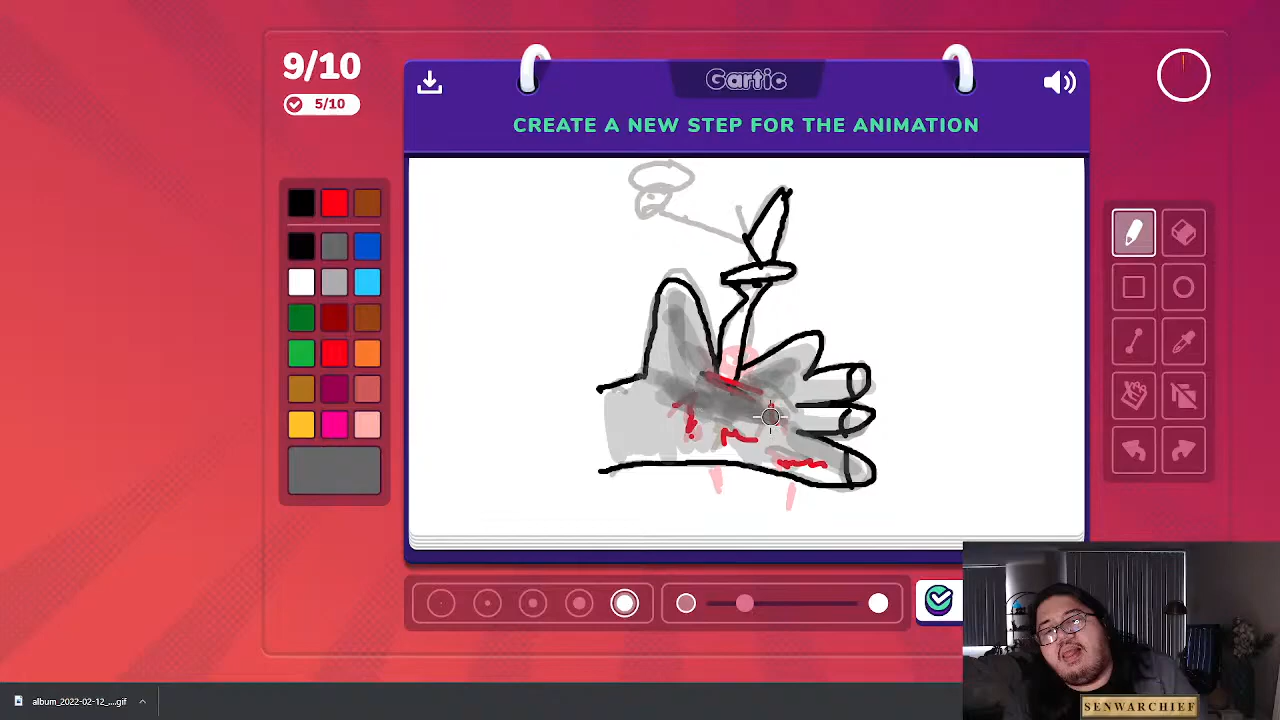 9/10
5/10
Gartic
CREATE A NEW STEP FOR THE ANIMATION
album_2022-02-12_....gif
SENWARCHIEF